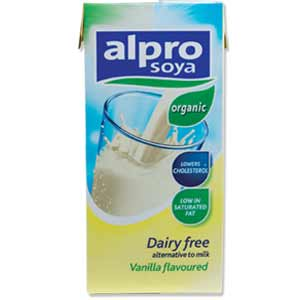 alpro
soya
organic
LOWERS
CHOLESTEROL
LOW IN
SATURATED
FAT
Dairy free
alternative to milk
Vanilla flavoured